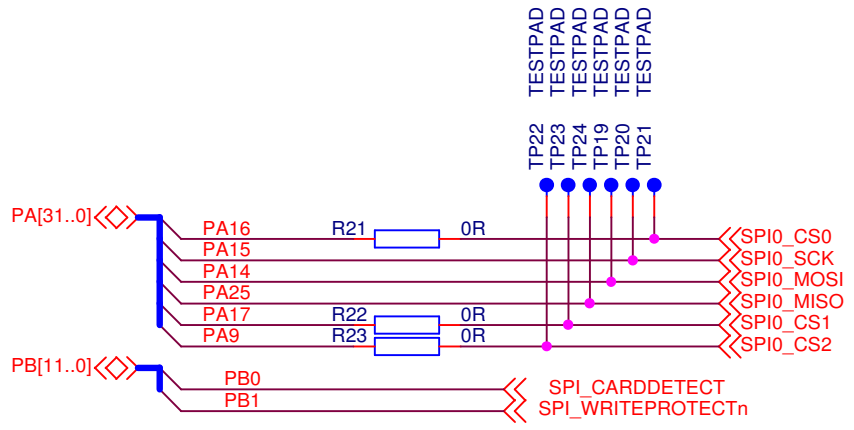 TESTPAD
TESTPAD
TESTPAD
TESTPAD
TESTPAD
TESTPAD
TP22
TP23
TP24
TP19
TP20
TP21
PA[31..0]
PA16 R21 0R SPI0_CS0
PA15 SPI0_SCK
PA14 SPI0_MOSI
PA25 SPI0_MISO
PA17 R22 0R SPI0_CS1
PA9 R23 0R SPI0_CS2
PB[11..0]
PB0 SPI_CARDDETECT
PB1 SPI_WRITEPROTECTn